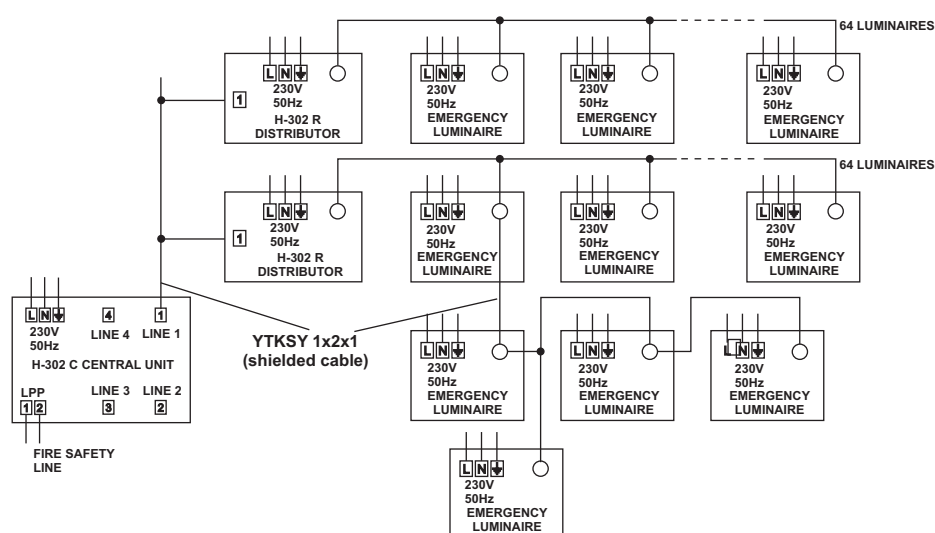 64 LUMINAIRES
L N
230V
50Hz
H-302 R
DISTRIBUTOR
1
L N
230V
50Hz
EMERGENCY
LUMINAIRE
L N
230V
50Hz
EMERGENCY
LUMINAIRE
L N
230V
50Hz
EMERGENCY
LUMINAIRE
64 LUMINAIRES
L N
230V
50Hz
H-302 R
DISTRIBUTOR
1
L N
230V
50Hz
EMERGENCY
LUMINAIRE
L N
230V
50Hz
EMERGENCY
LUMINAIRE
L N
230V
50Hz
EMERGENCY
LUMINAIRE
L N
230V
50Hz
4
LINE 4
1
LINE 1
H-302 C CENTRAL UNIT
LPP
1 2
LINE 3
3
LINE 2
2
FIRE SAFETY
LINE
YTKSY 1x2x1
(shielded cable)
L N
230V
50Hz
EMERGENCY
LUMINAIRE
L N
230V
50Hz
EMERGENCY
LUMINAIRE
L N
230V
50Hz
EMERGENCY
LUMINAIRE
L N
230V
50Hz
EMERGENCY
LUMINAIRE